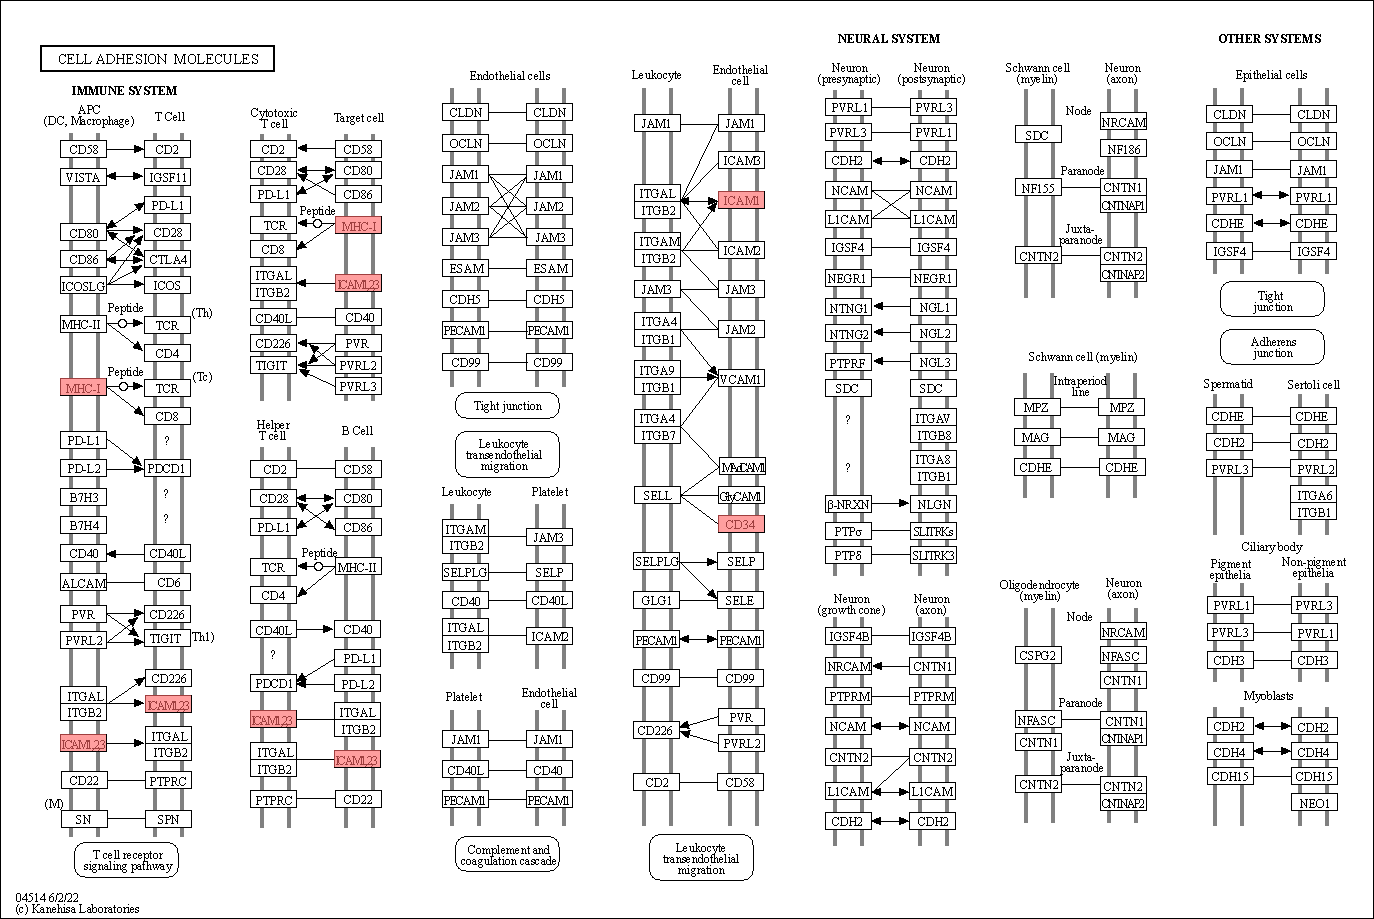 CELL ADHESION MOLECULES
IMMUNE SYSTEM
APC
(DC, Macrophage)
T Cell
CD58
CD2
VISTA
IGSF11
PD-L1
CD80
CD28
CD86
CTLA4
ICOSLG
ICOS
Peptide
(Th)
MHC-II
TCR
CD4
Peptide
(Tc)
MHC-I
TCR
CD8
PD-L1
?
PD-L2
PDCD1
B7H3
?
B7H4
?
CD40
CD40L
ALCAM
CD6
PVR
CD226
PVRL2
TIGIT
Th1)
CD226
ITGAL
ITGB2
ICAM1,2,3
ICAM1,2,3
ITGAL
ITGB2
CD22
PTPRC
(M)
SN
SPN
T cell receptor
signaling pathway
Cytotoxic
T cell
Target cell
CD2
CD58
CD28
CD80
PD-L1
CD86
Peptide
TCR
MHC-I
CD8
ITGAL
ITGB2
ICAM1,2,3
CD40L
CD40
CD226
PVR
TIGIT
PVRL2
PVRL3
Helper
T cell
B Cell
CD2
CD58
CD28
CD80
PD-L1
CD86
Peptide
TCR
MHC-II
CD4
CD40L
CD40
?
PD-L1
PDCD1
PD-L2
ICAM1,2,3
ITGAL
ITGB2
ITGAL
ITGB2
ICAM1,2,3
PTPRC
CD22
Endothelial cells
CLDN
CLDN
OCLN
OCLN
JAM1
JAM1
JAM2
JAM2
JAM3
JAM3
ESAM
ESAM
CDH5
CDH5
PECAM1
PECAM1
CD99
CD99
Tight junction
Leukocyte
transendothelial
migration
Leukocyte
Platelet
ITGAM
ITGB2
JAM3
SELPLG
SELP
CD40
CD40L
ITGAL
ITGB2
ICAM2
Platelet
Endothelial
cell
JAM1
JAM1
CD40L
CD40
PECAM1
PECAM1
Complement and
coagulation cascade
Leukocyte
Endothelial
cell
JAM1
JAM1
ICAM3
ITGAL
ITGB2
ICAM1
ITGAM
ITGB2
ICAM2
JAM3
JAM3
ITGA4
ITGB1
JAM2
ITGA9
ITGB1
VCAM1
ITGA4
ITGB7
MAdCAM1
SELL
GlyCAM1
CD34
SELPLG
SELP
GLG1
SELE
PECAM1
PECAM1
CD99
CD99
CD226
PVR
PVRL2
CD2
CD58
Leukocyte
transendothelial
migration
NEURAL SYSTEM
Neuron
(presynaptic)
Neuron
(postsynaptic)
PVRL1
PVRL3
PVRL3
PVRL1
CDH2
CDH2
NCAM
NCAM
L1CAM
L1CAM
IGSF4
IGSF4
NEGR1
NEGR1
NTNG1
NGL1
NTNG2
NGL2
PTPRF
NGL3
SDC
SDC
?
ITGAV
ITGB8
?
ITGA8
ITGB1
β-NRXN
NLGN
PTPσ
SLITRKs
PTPδ
SLITRK3
Neuron
(growth cone)
Neuron
(axon)
IGSF4B
IGSF4B
NRCAM
CNTN1
PTPRM
PTPRM
NCAM
NCAM
CNTN2
CNTN2
L1CAM
L1CAM
CDH2
CDH2
Schwann cell
(myelin)
Neuron
(axon)
Node
NRCAM
SDC
NF186
Paranode
NF155
CNTN1
CNTNAP1
Juxta-
paranode
CNTN2
CNTN2
CNTNAP2
Schwann cell (myelin)
Intraperiod
line
MPZ
MPZ
MAG
MAG
CDHE
CDHE
Oligodendrocyte
(myelin)
Neuron
(axon)
Node
NRCAM
CSPG2
NFASC
CNTN1
Paranode
NFASC
CNTN1
CNTN1
CNTNAP1
Juxta-
paranode
CNTN2
CNTN2
CNTNAP2
OTHER SYSTEMS
Epithelial cells
CLDN
CLDN
OCLN
OCLN
JAM1
JAM1
PVRL1
PVRL1
CDHE
CDHE
IGSF4
IGSF4
Tight
junction
Adherens
junction
Spermatid
Sertoli cell
CDHE
CDHE
CDH2
CDH2
PVRL3
PVRL2
ITGA6
ITGB1
Ciliary body
Pigment
epithelia
Non-pigment
epithelia
PVRL1
PVRL3
PVRL3
PVRL1
CDH3
CDH3
Myoblasts
CDH2
CDH2
CDH4
CDH4
CDH15
CDH15
NEO1
04514 6/2/22
(c) Kanehisa Laboratories